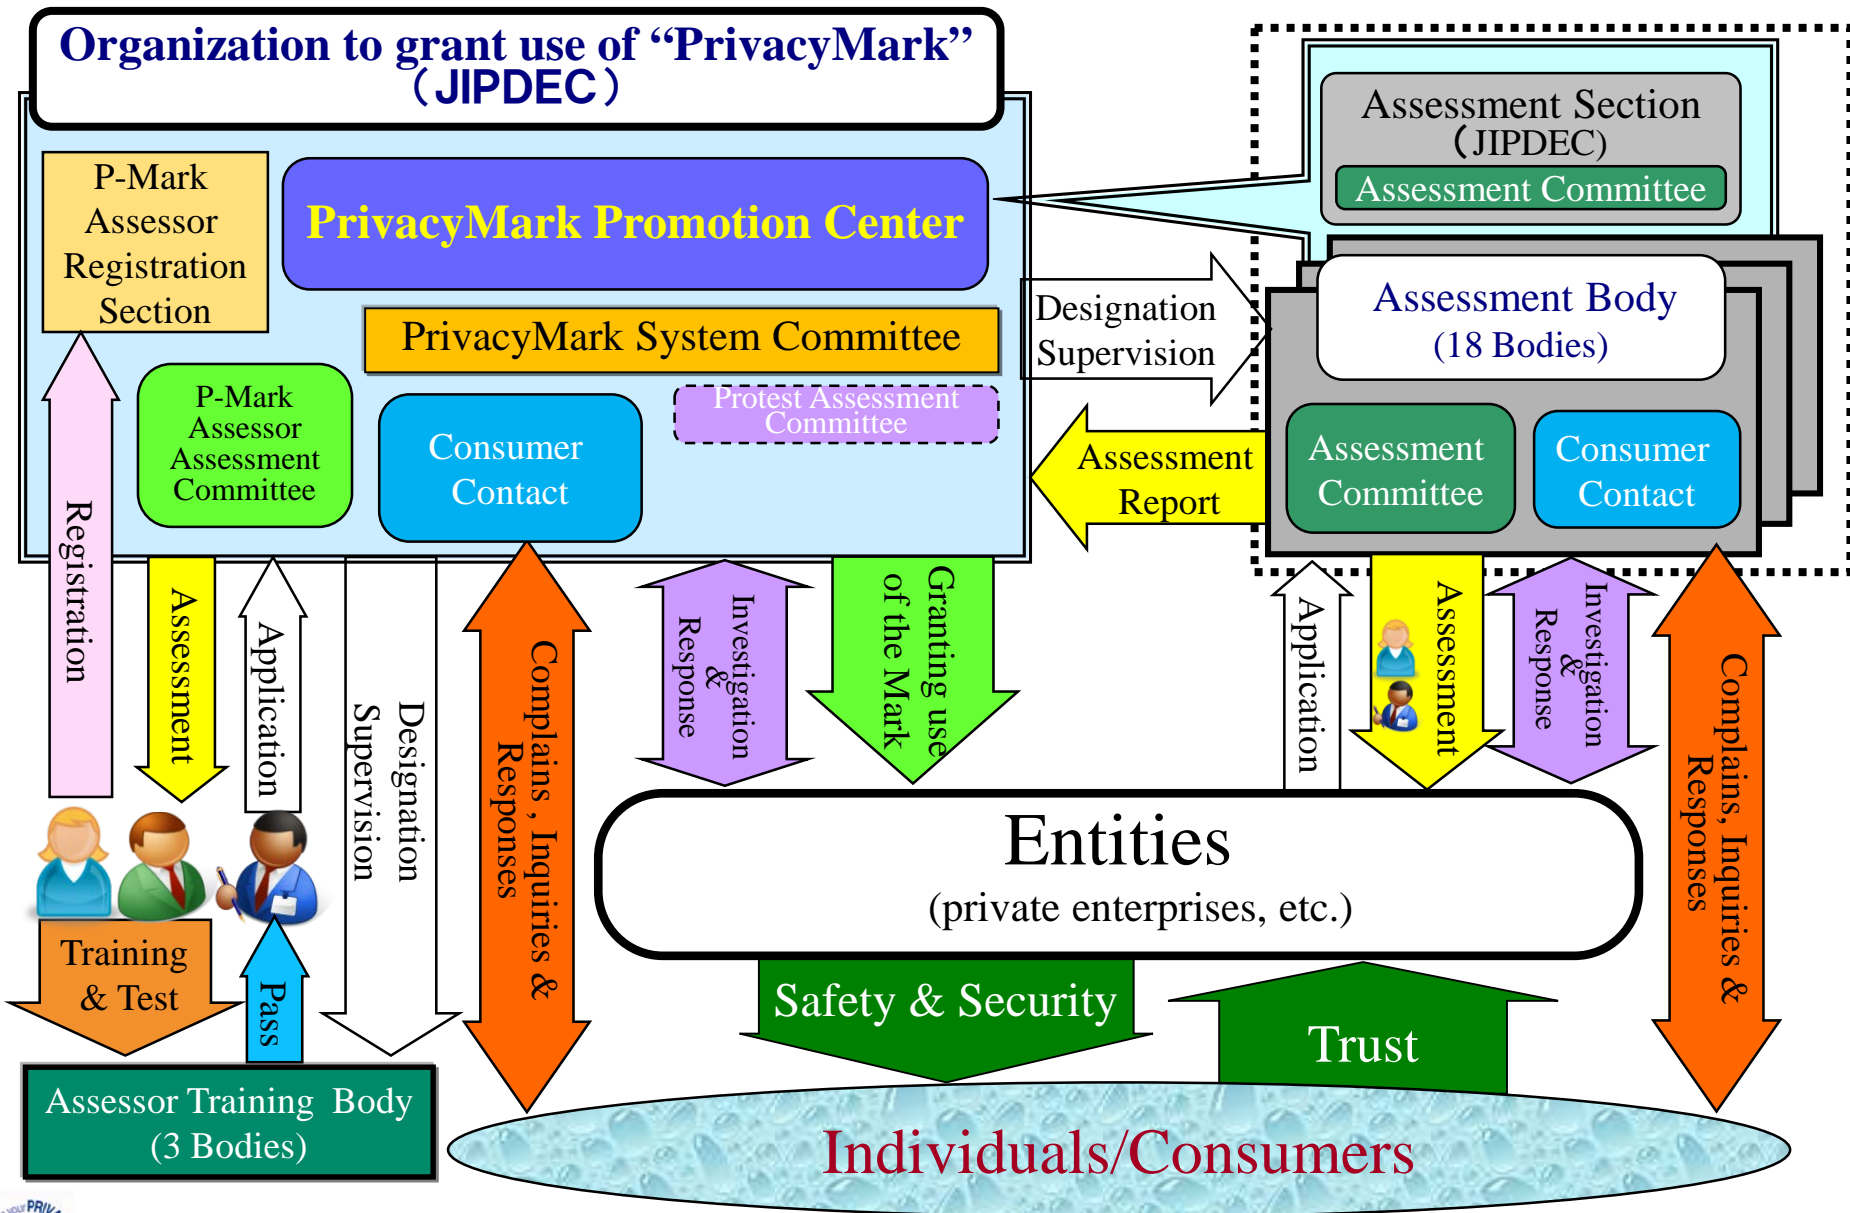 Organization to grant use of “PrivacyMark”
（JIPDEC）
P-Mark
Assessor
Registration
Section
PrivacyMark Promotion Center
PrivacyMark System Committee
P-Mark
Assessor
Assessment
Committee
Consumer
Contact
Protest Assessment
Committee
Designation
Supervision
Assessment
Report
Assessment Section
（JIPDEC)
Assessment Committee
Assessment Body
(18 Bodies)
Assessment
Committee
Consumer
Contact
Registration
Assessment
Application
Designation
Supervision
Complains , Inquiries &
Responses
Investigation
&
Response
Granting use
of the Mark
Application
Assessment
Investigation
&
Response
Complains, Inquiries &
Responses
Entities
(private enterprises, etc.)
Training
& Test
Pass
Safety & Security
Trust
Assessor Training Body
(3 Bodies)
Individuals/Consumers
your PRIVA